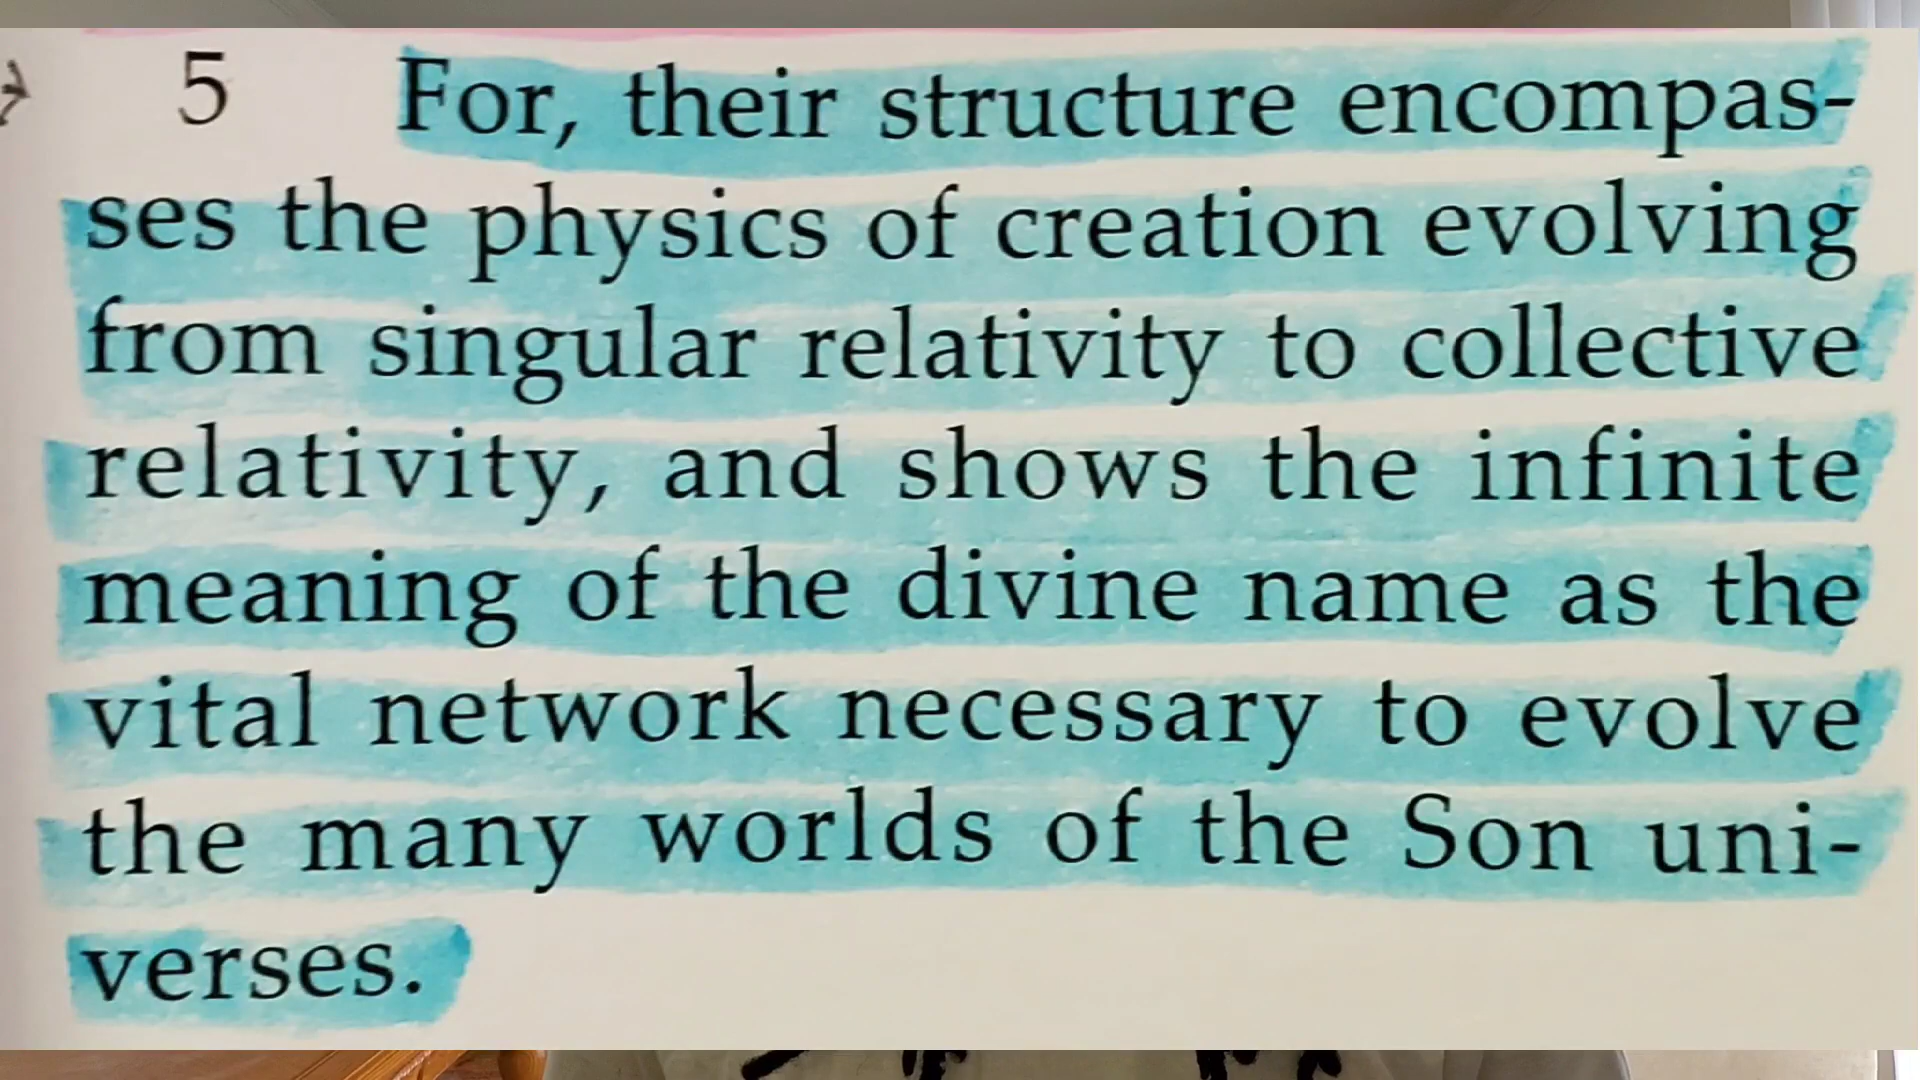 5 For, their structure encompas-
ses the physics of creation evolving
from singular relativity to collective
relativity, and shows the infinite
meaning of the divine name as the
vital network necessary to evolve
the many worlds of the Son uni-
verses.